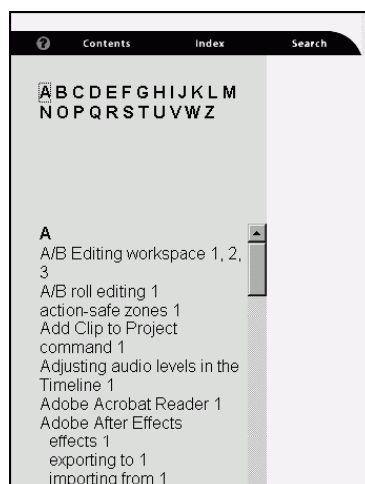 ? Contents Index Search
A B C D E F G H I J K L M
N O P Q R S T U V W Z
A
A/B Editing workspace 1, 2,
3
A/B roll editing 1
action-safe zones 1
Add Clip to Project
command 1
Adjusting audio levels in the
Timeline 1
Adobe Acrobat Reader 1
Adobe After Effects
effects 1
exporting to 1
importing from 1